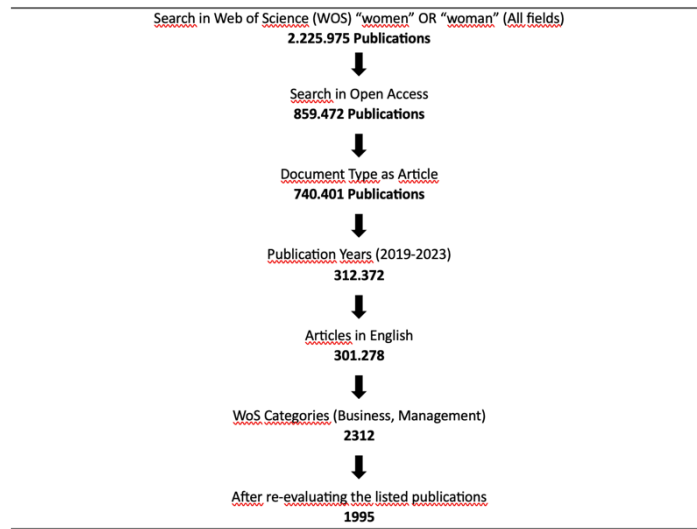 Search in Web of Science (WOS) “women” OR “woman” (All fields)
2.225.975 Publications
Search in Open Access
859.472 Publications
Document Type as Article
740.401 Publications
Publication Years (2019-2023)
312.372
Articles in English
301.278
WoS Categories (Business, Management)
2312
After re-evaluating the listed publications
1995